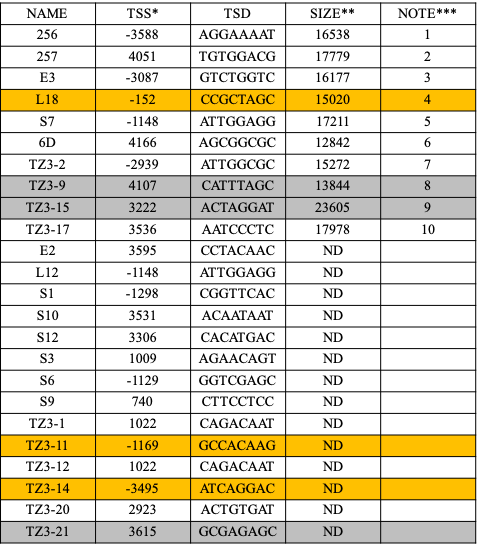 NAME TSS* TSD SIZE** NOTE***
256 -3588 AGGAAAAT 16538 1
257 4051 TGTGGACG 17779 2
E3 -3087 GTCTGGTC 16177 3
L18 -152 CCGCTAGC 15020 4
S7 -1148 ATTGGAGG 17211 5
6D 4166 AGCGGCGC 12842 6
TZ3-2 -2939 ATTGGCGC 15272 7
TZ3-9 4107 CATTTAGC 13844 8
TZ3-15 3222 ACTAGGAT 23605 9
TZ3-17 3536 AATCCCTC 17978 10
E2 3595 CCTACAAC ND
L12 -1148 ATTGGAGG ND
S1 -1298 CGGTTCAC ND
S10 3531 ACAATAAT ND
S12 3306 CACATGAC ND
S3 1009 AGAACAGT ND
S6 -1129 GGTCGAGC ND
S9 740 CTTCCTCC ND
TZ3-1 1022 CAGACAAT ND
TZ3-11 -1169 GCCACAAG ND
TZ3-12 1022 CAGACAAT ND
TZ3-14 -3495 ATCAGGAC ND
TZ3-20 2923 ACTGTGAT ND
TZ3-21 3615 GCGAGAGC ND